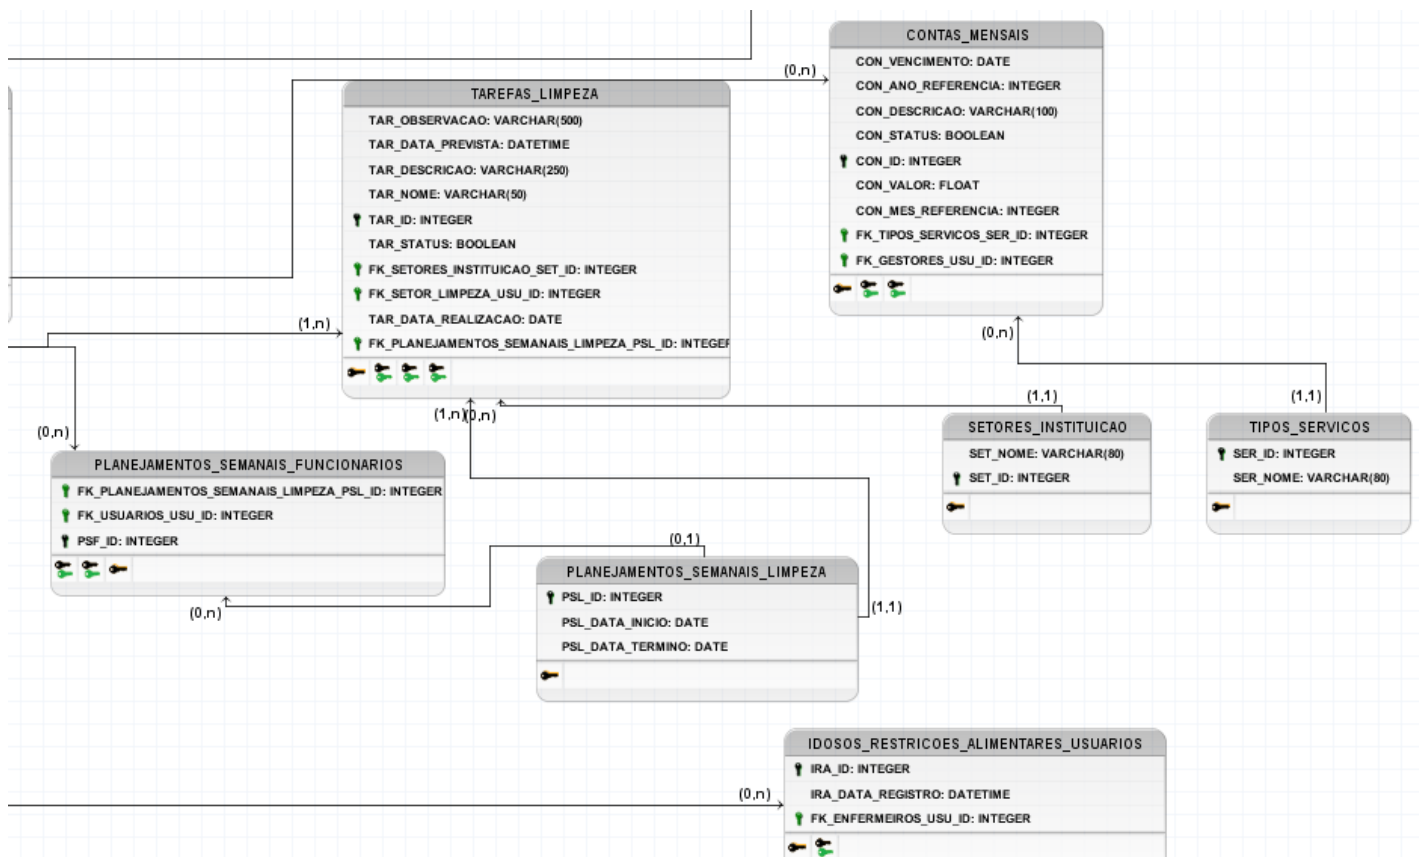 CONTAS_MENSAIS
CON_VENCIMENTO: DATE
CON_ANO_REFERENCIA: INTEGER
CON_DESCRICAO: VARCHAR(100)
CON_STATUS: BOOLEAN
CON_ID: INTEGER
CON_VALOR: FLOAT
CON_MES_REFERENCIA: INTEGER
FK_TIPOS_SERVICOS_SER_ID: INTEGER
FK_GESTORES_USU_ID: INTEGER
(0,n)
(0,n)
TAREFAS_LIMPEZA
TAR_OBSERVACAO: VARCHAR(500)
TAR_DATA_PREVISTA: DATETIME
TAR_DESCRICAO: VARCHAR(250)
TAR_NOME: VARCHAR(50)
TAR_ID: INTEGER
TAR_STATUS: BOOLEAN
FK_SETORES_INSTITUICAO_SET_ID: INTEGER
FK_SETOR_LIMPEZA_USU_ID: INTEGER
TAR_DATA_REALIZACAO: DATE
FK_PLANEJAMENTOS_SEMANAIS_LIMPEZA_PSL_ID: INTEGER
(1,n)
(1,n)
(0,n)
(1,1)
(1,1)
SETORES_INSTITUICAO
SET_NOME: VARCHAR(80)
SET_ID: INTEGER
TIPOS_SERVICOS
SER_ID: INTEGER
SER_NOME: VARCHAR(80)
(0,n)
PLANEJAMENTOS_SEMANAIS_FUNCIONARIOS
FK_PLANEJAMENTOS_SEMANAIS_LIMPEZA_PSL_ID: INTEGER
FK_USUARIOS_USU_ID: INTEGER
PSF_ID: INTEGER
(0,n)
(0,1)
PLANEJAMENTOS_SEMANAIS_LIMPEZA
PSL_ID: INTEGER
PSL_DATA_INICIO: DATE
PSL_DATA_TERMINO: DATE
(1,1)
(0,n)
IDOSOS_RESTRICOES_ALIMENTARES_USUARIOS
IRA_ID: INTEGER
IRA_DATA_REGISTRO: DATETIME
FK_ENFERMEIROS_USU_ID: INTEGER